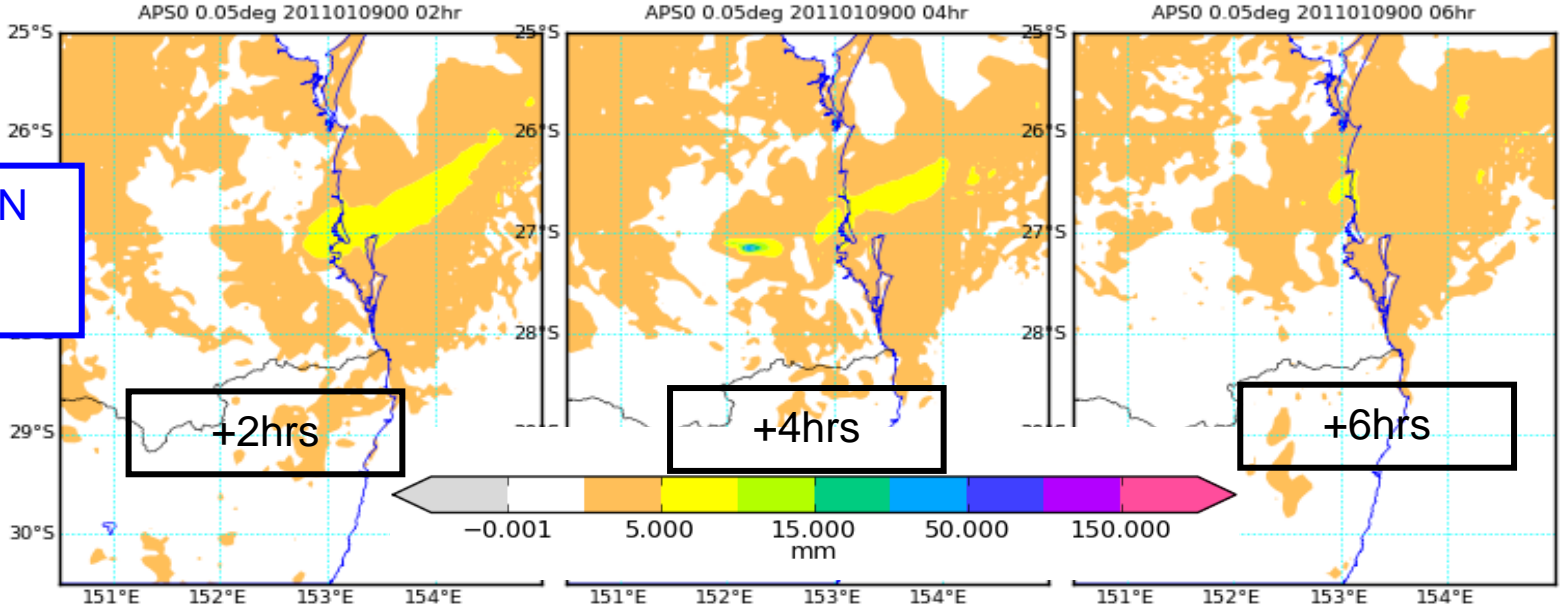 APS0 0.05deg 2011010900 02hr
APS0 0.05deg 2011010900 04hr
APS0 0.05deg 2011010900 06hr
25°S
25°S
25°S
26°S
26°S
26°S
N
27°S
27°S
28°S
28°S
+2hrs
+4hrs
+6hrs
29°S
−0.001 5.000 15.000 50.000 150.000
mm
30°S
151°E 152°E 153°E 154°E
151°E 152°E 153°E 154°E
151°E 152°E 153°E 154°E